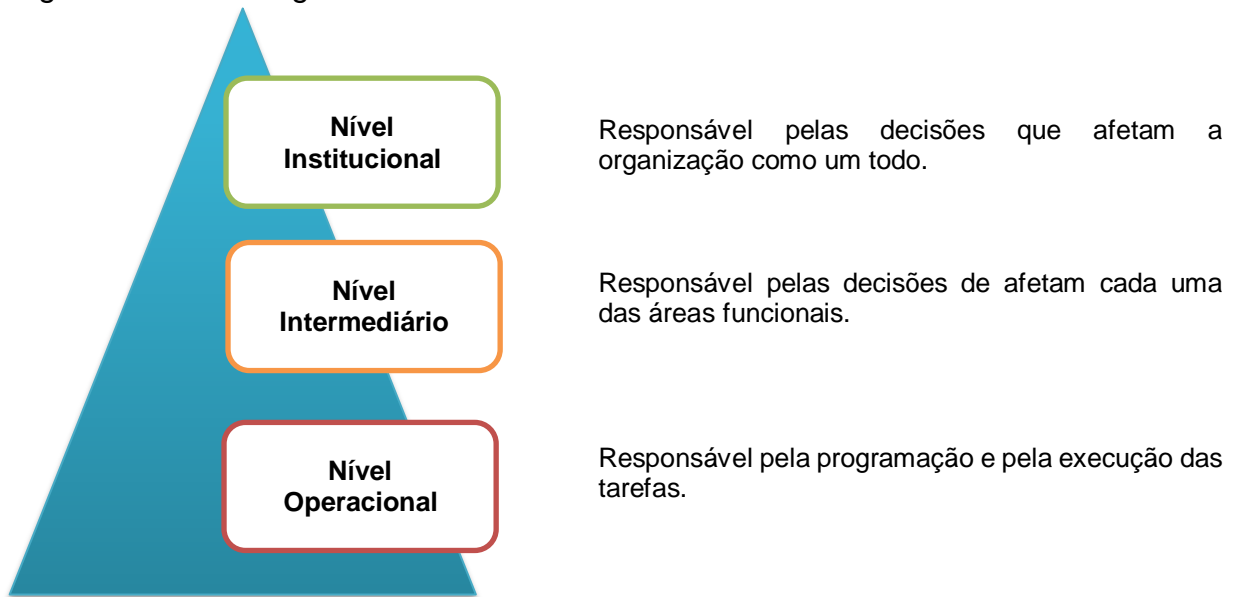 Nível
Institucional
Responsável pelas decisões que afetam a
organização como um todo.
Nível
Intermediário
Responsável pelas decisões de afetam cada uma
das áreas funcionais.
Nível
Operacional
Responsável pela programação e pela execução das
tarefas.